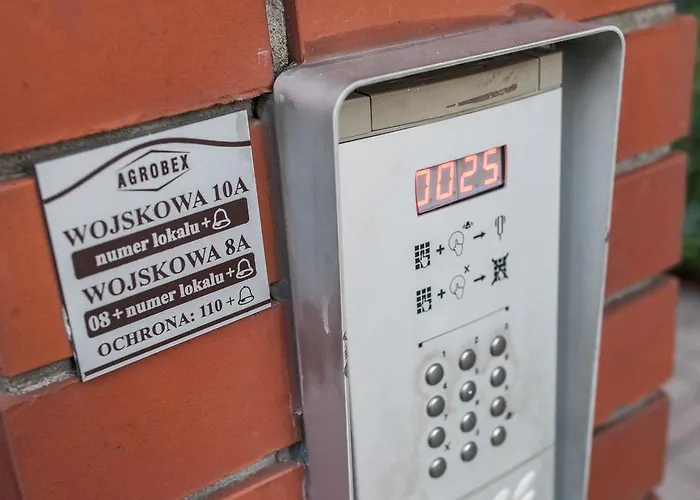 AGROBEX
WOJSKOWA 10A
numer lokalu +
WOJSKOWA 8A
08 + numer lokalu +
OCHRONA: 110 +
0025